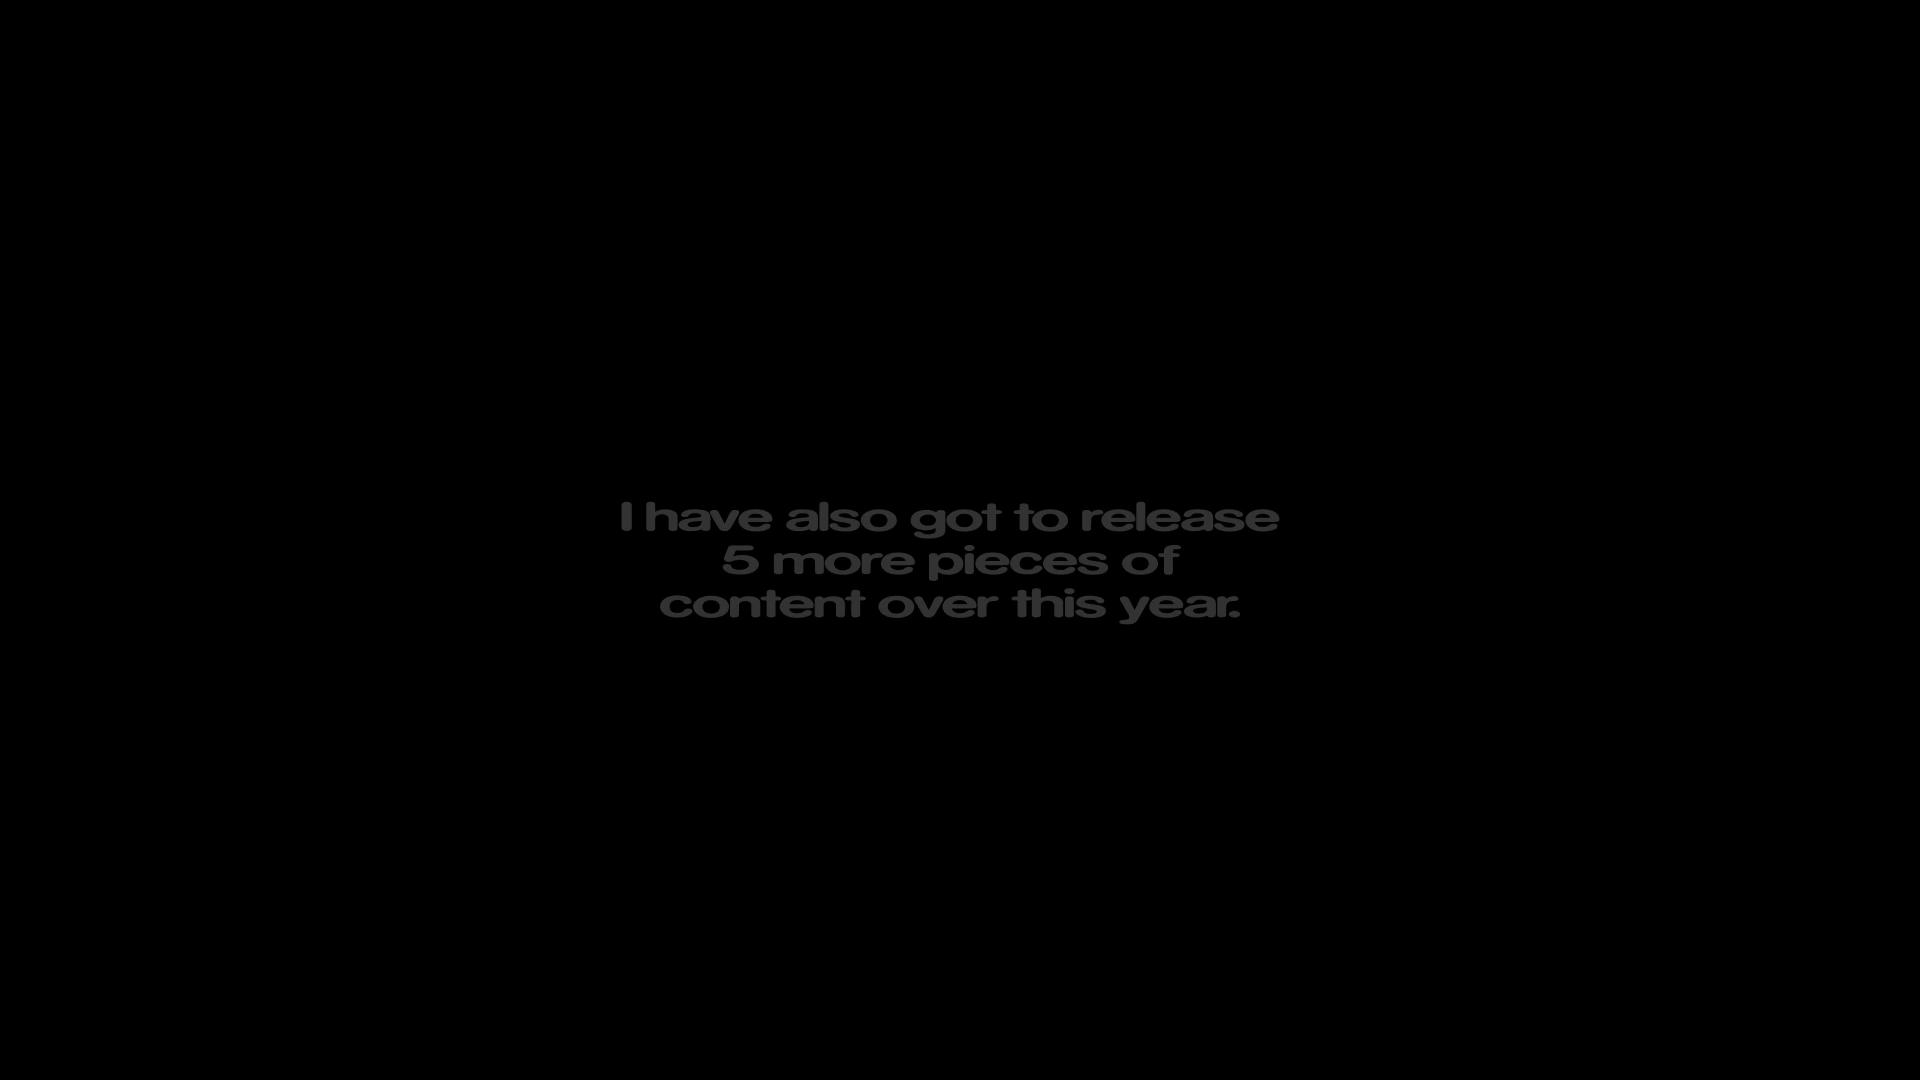 I have also got to release
5 more pieces of
content over this year.